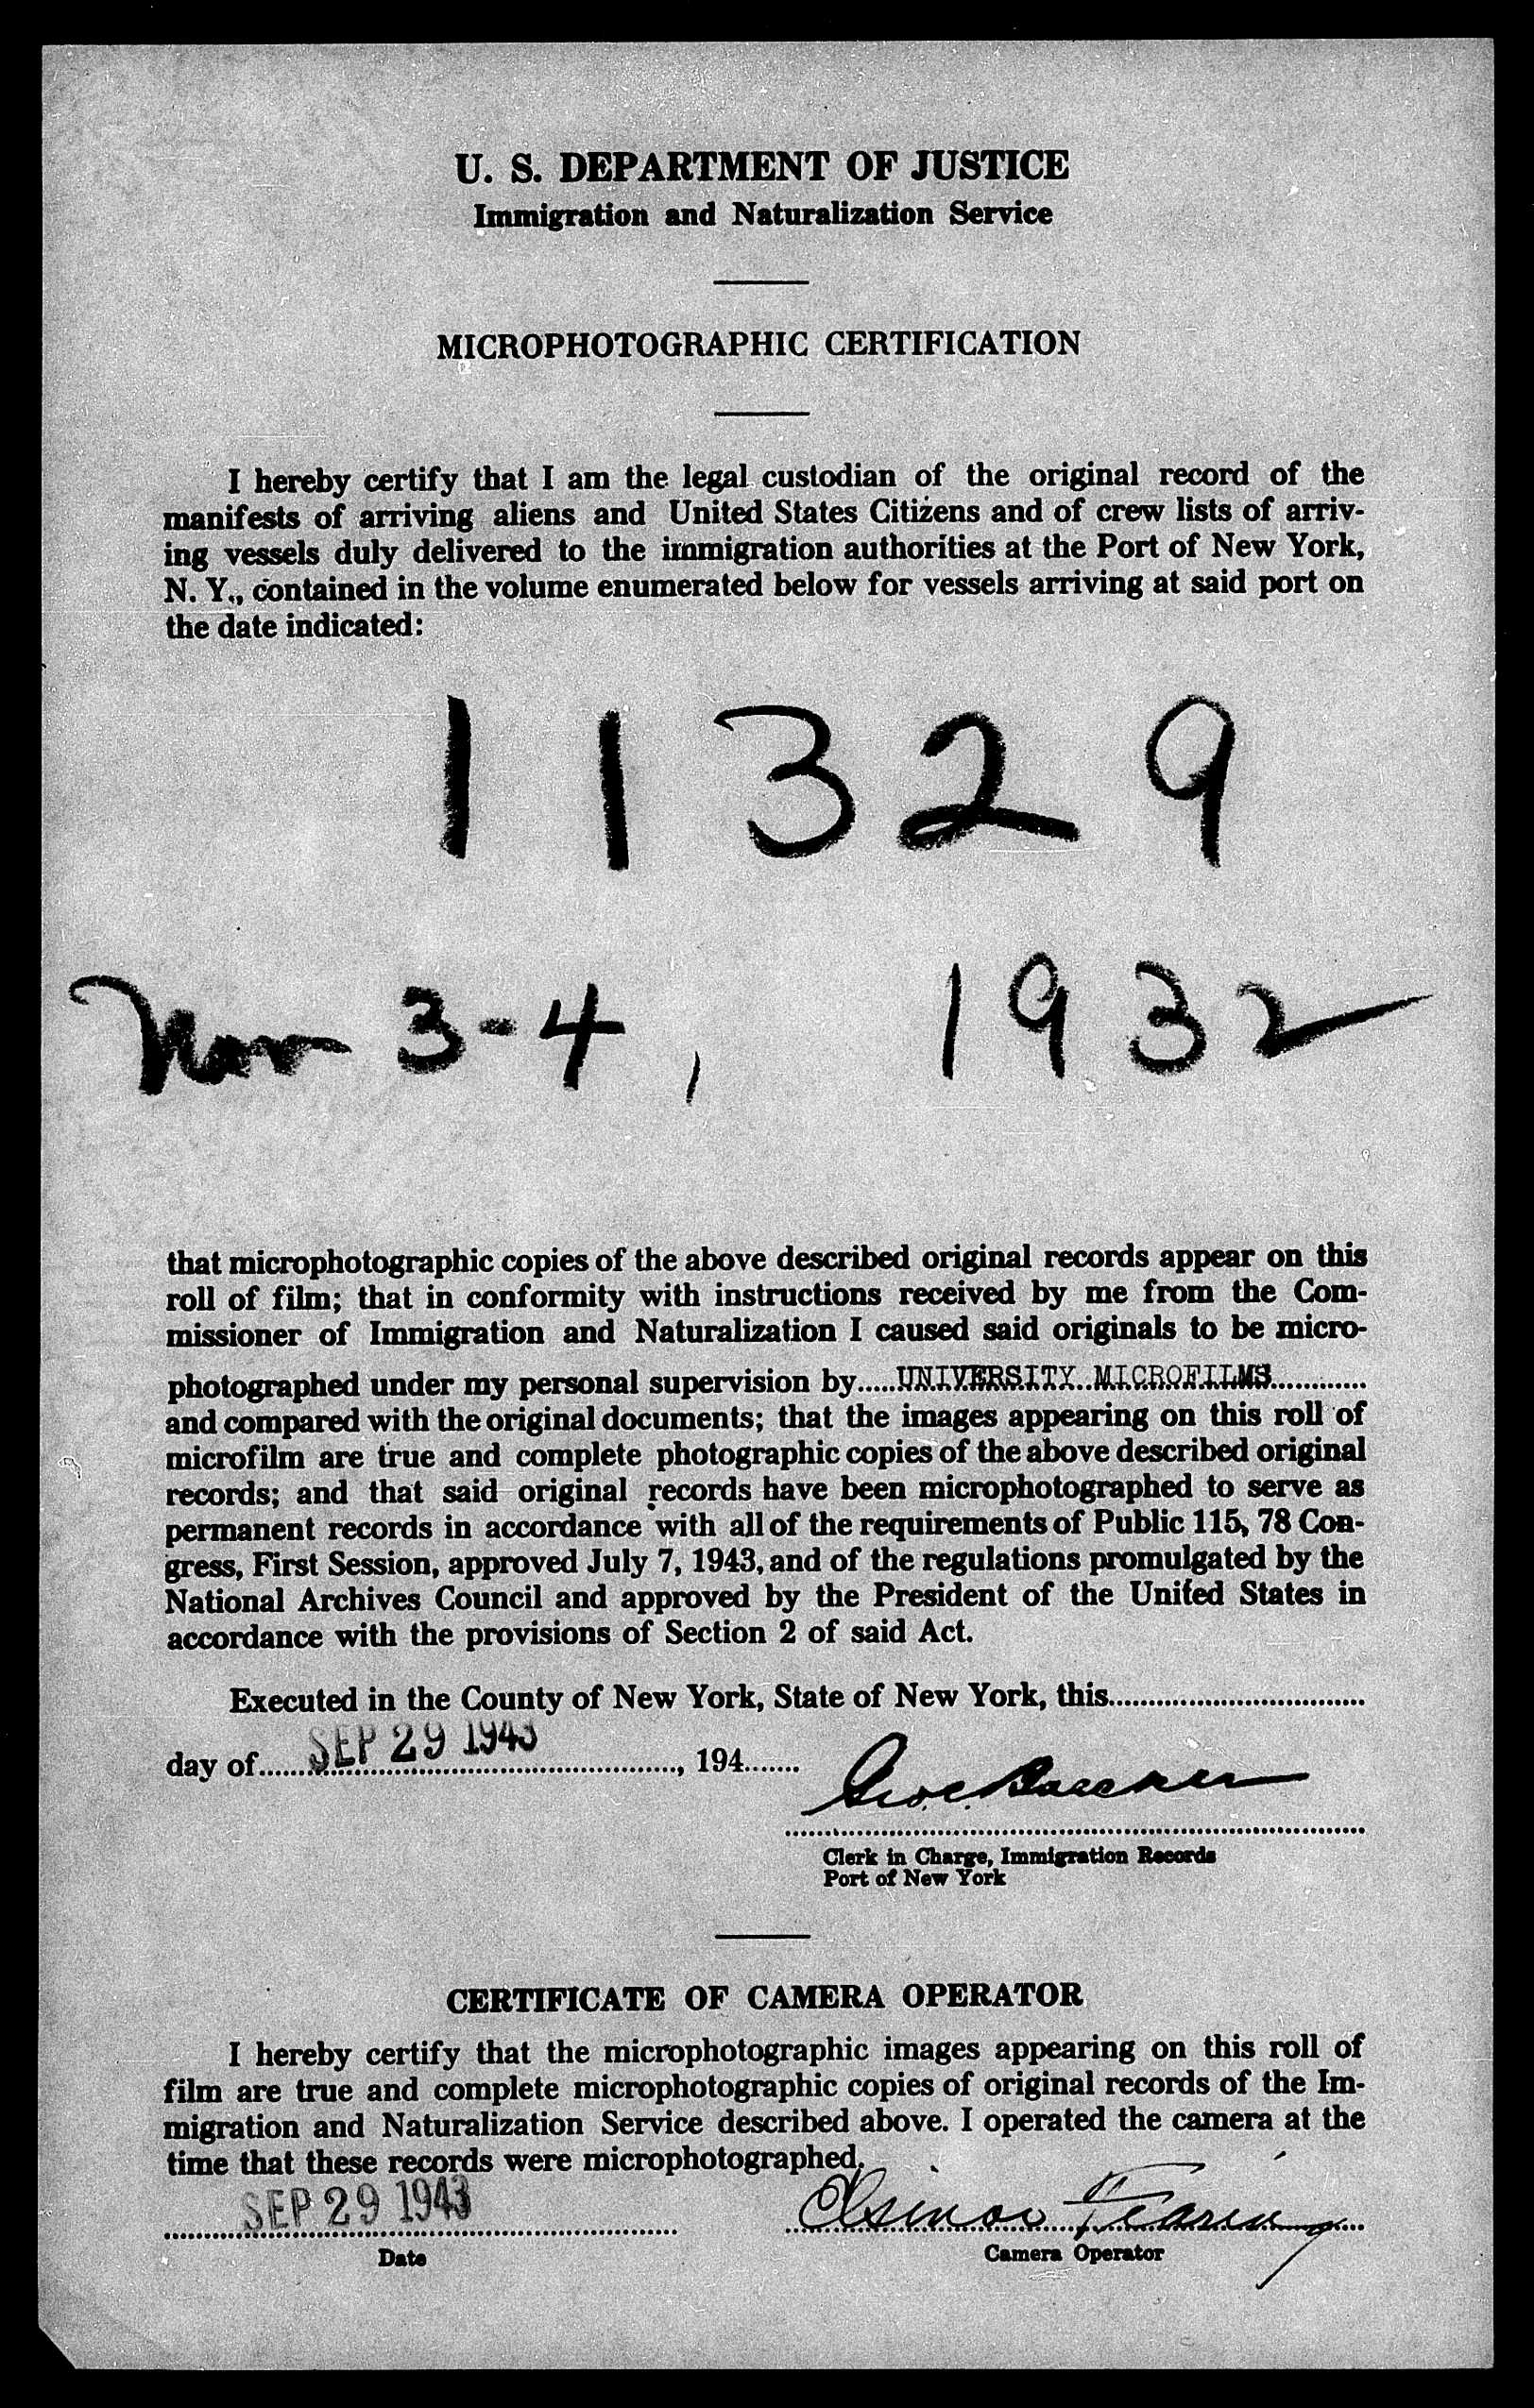 U. S. DEPARTMENT OF JUSTICE
Immigration and Naturalization Service
MICROPHOTOGRAPHIC CERTIFICATION
I hereby certify that I am the legal custodian of the original record of the
manifests of arriving aliens and United States Citizens and of crew lists of arriv-
ing vessels duly delivered to the immigration authorities at the Port of New York,
N. Y., contained in the volume enumerated below for vessels arriving at said port on
the date indicated:
11329
Nov 3-4, 1932
that microphotographic copies of the above described original records appear on this
roll of film; that in conformity with instructions received by me from the Com-
missioner of Immigration and Naturalization I caused said originals to be micro-
photographed under my personal supervision by.....UNIVERSITY MICROFILMS............
and compared with the original documents; that the images appearing on this roll of
microfilm are true and complete photographic copies of the above described original
records; and that said original records have been microphotographed to serve as
permanent records in accordance with all of the requirements of Public 115, 78 Con-
gress, First Session, approved July 7, 1943, and of the regulations promulgated by the
National Archives Council and approved by the President of the United States in
accordance with the provisions of Section 2 of said Act.
Executed in the County of New York, State of New York, this................................
day of......SEP 29 1943................, 194.......
Clerk in Charge, Immigration Records
Port of New York
CERTIFICATE OF CAMERA OPERATOR
I hereby certify that the microphotographic images appearing on this roll of
film are true and complete microphotographic copies of original records of the Im-
migration and Naturalization Service described above. I operated the camera at the
time that these records were microphotographed.
SEP 29 1943
Date
Camera Operator